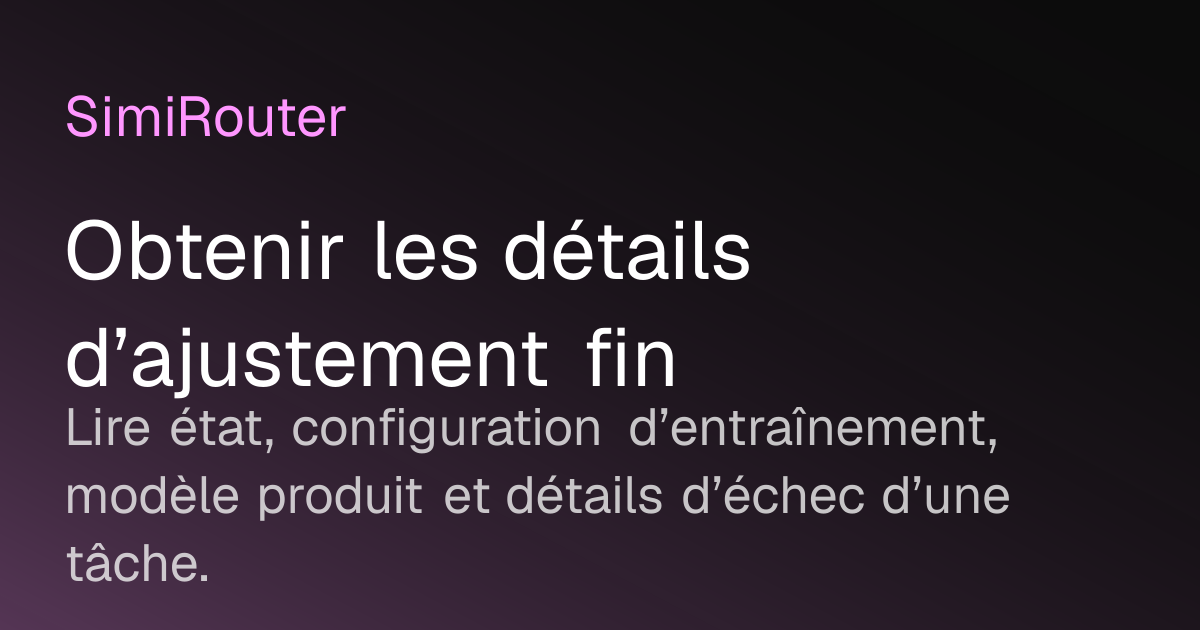 SimiRouter
Obtenir les détails
d’ajustement fin
Lire état, configuration d’entraînement,
modèle produit et détails d’échec d’une
tâche.